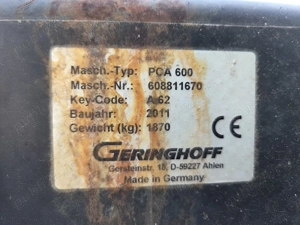 Masch.-Typ: PCA 600
Masch.-Nr.: 608811670
Key-Code: A 62
Baujahr: 2011
Gewicht (kg): 1870
CE
GERINGHOFF
Gersteinstr. 18, D-59227 Ahlen
Made in Germany